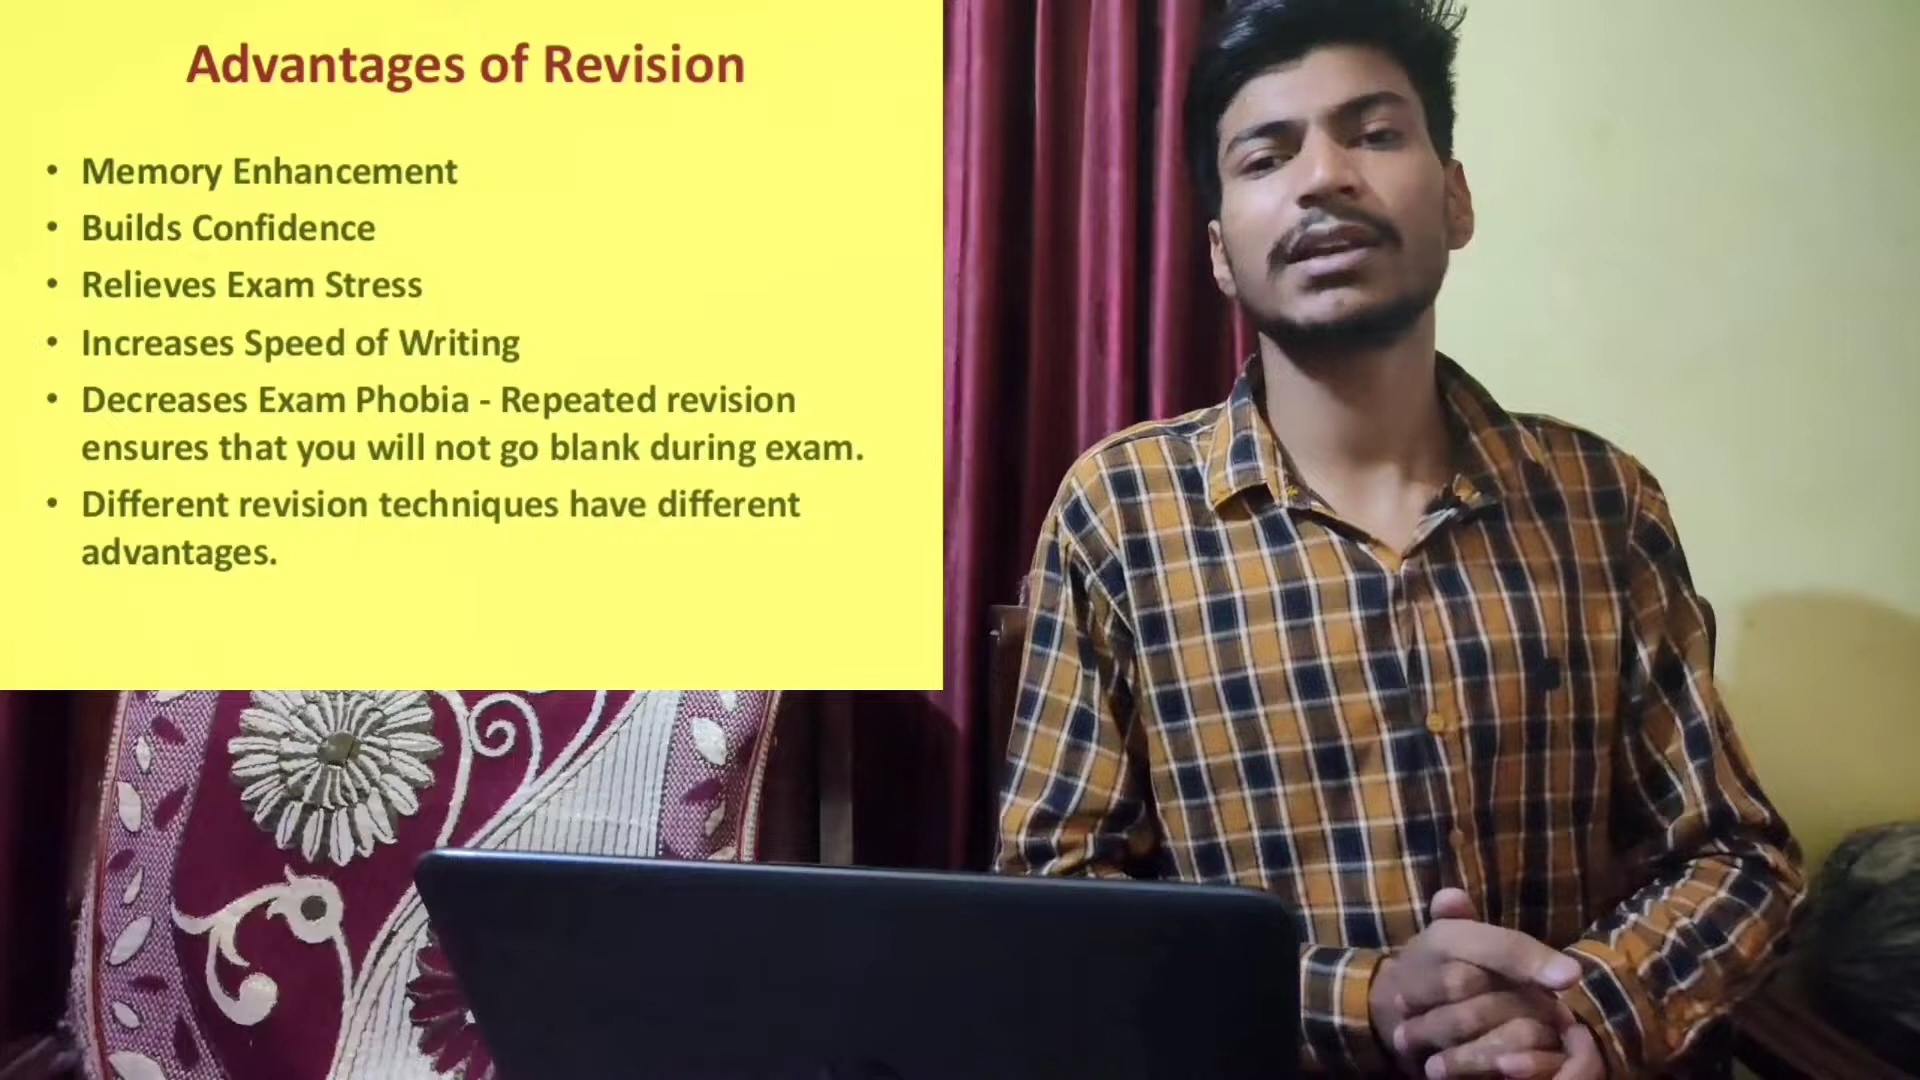 Advantages of Revision
• Memory Enhancement
• Builds Confidence
• Relieves Exam Stress
• Increases Speed of Writing
• Decreases Exam Phobia - Repeated revision
ensures that you will not go blank during exam.
• Different revision techniques have different
advantages.